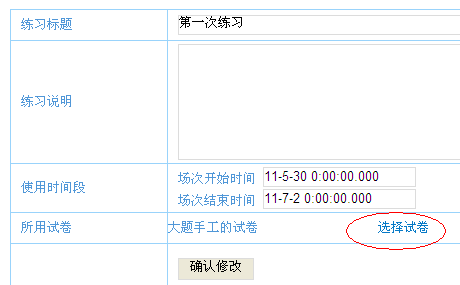 练习标题 第一次练习
练习说明
使用时间段 场次开始时间 11-5-30 0:00:00.000
场次结束时间 11-7-2 0:00:00.000
所用试卷 大题手工的试卷 选择试卷
确认修改